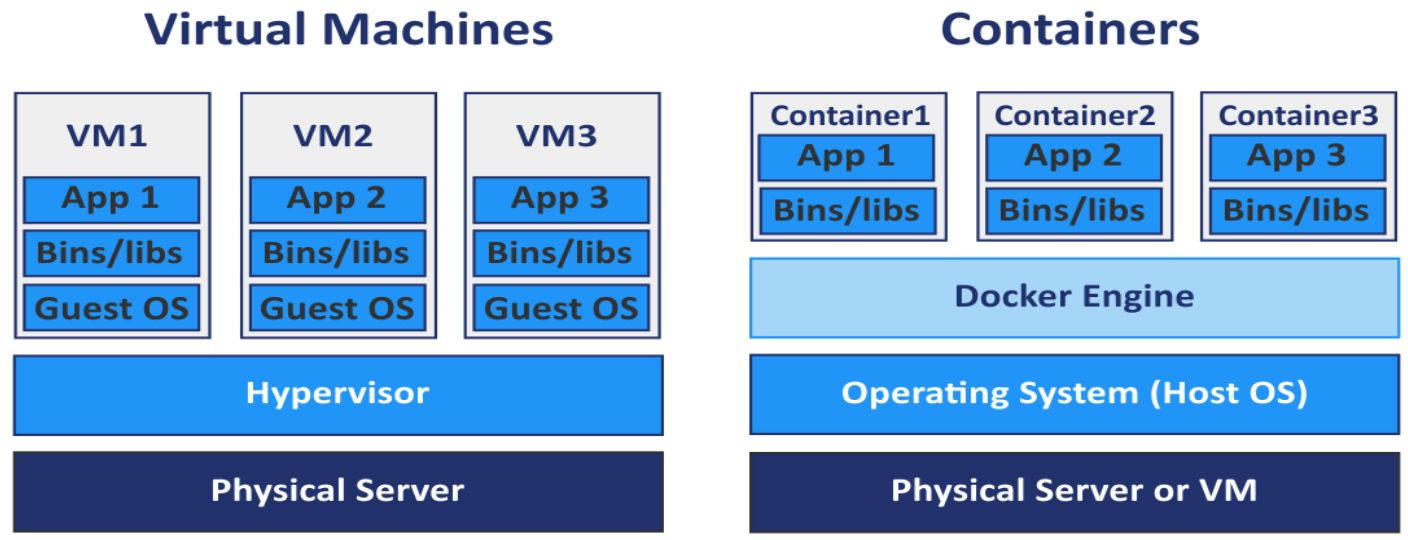 Virtual Machines
VM1
App 1
Bins/libs
Guest OS
VM2
App 2
Bins/libs
Guest OS
VM3
App 3
Bins/libs
Guest OS
Hypervisor
Physical Server
Containers
Container1
App 1
Bins/libs
Container2
App 2
Bins/libs
Container3
App 3
Bins/libs
Docker Engine
Operating System (Host OS)
Physical Server or VM